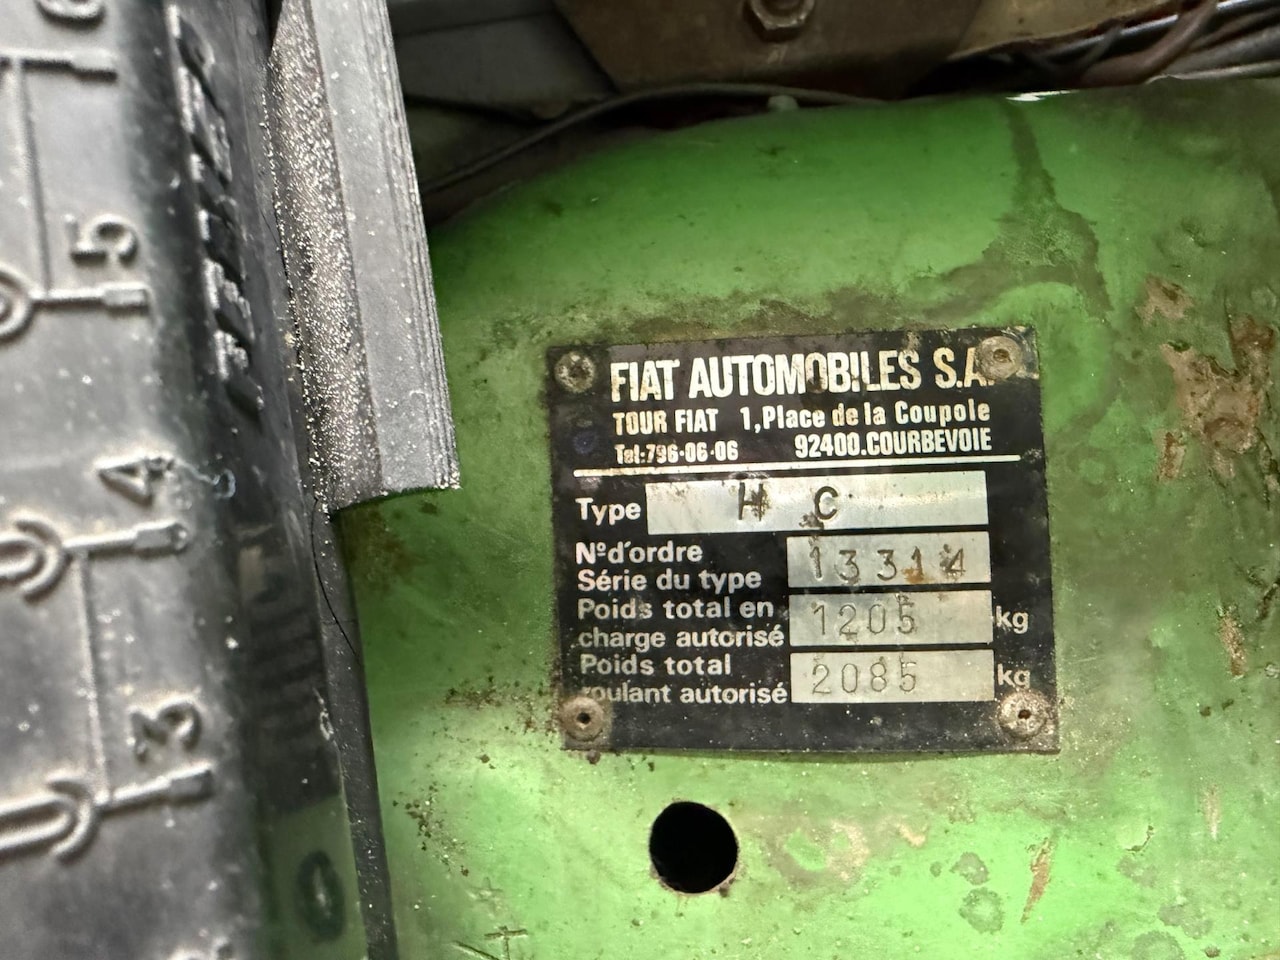 6
5
4
3
FIAT AUTOMOBILES S.A.
TOUR FIAT 1,Place de la Coupole
Tel:796·06·06 92400.COURBEVOIE
Type H C
Nºd'ordre
Série du type 13314
Poids total en
charge autorisé 1205 kg
Poids total
roulant autorisé 2085 kg